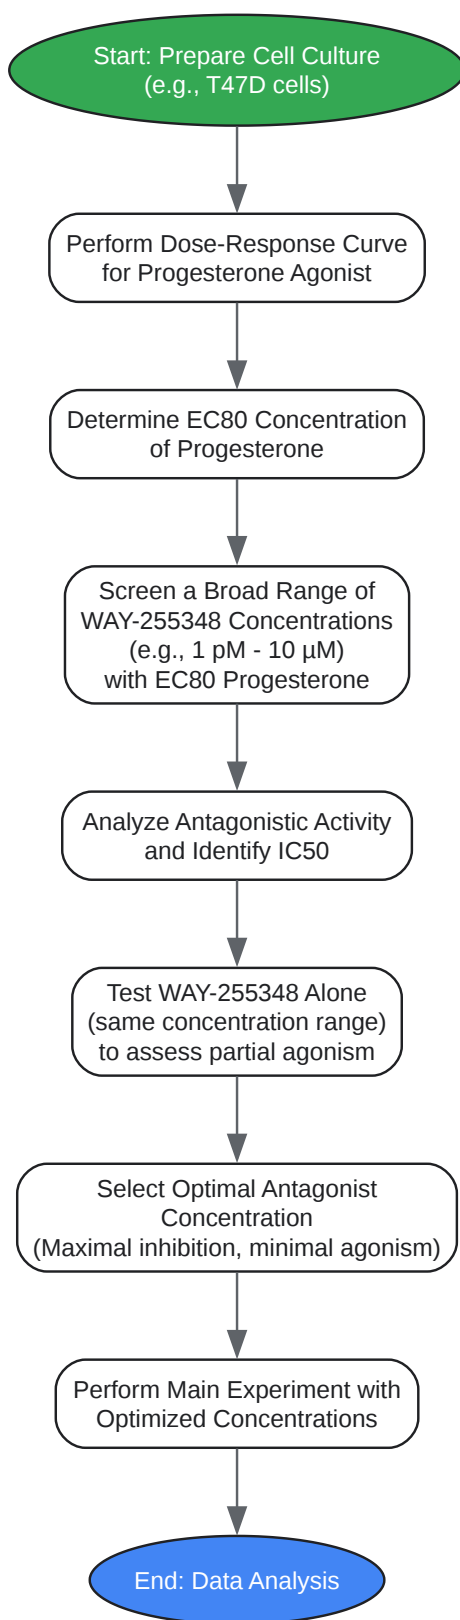 Start: Prepare Cell Culture
(e.g., T47D cells)
Perform Dose-Response Curve
for Progesterone Agonist
Determine EC80 Concentration
of Progesterone
Screen a Broad Range of
WAY-255348 Concentrations
(e.g., 1 pM - 10 µM)
with EC80 Progesterone
Analyze Antagonistic Activity
and Identify IC50
Test WAY-255348 Alone
(same concentration range)
to assess partial agonism
Select Optimal Antagonist
Concentration
(Maximal inhibition, minimal agonism)
Perform Main Experiment with
Optimized Concentrations
End: Data Analysis